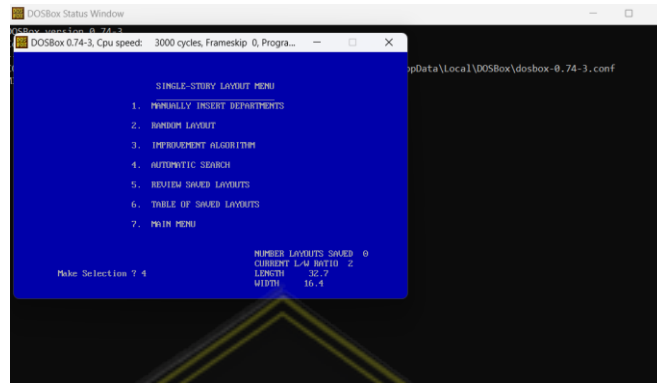 DOSBox Status Window
DOSBox version 0.74-3
DOSBox 0.74-3, Cpu speed: 3000 cycles, Frameskip 0, Progra...
pData\Local\DOSBox\dosbox-0.74-3.conf
SINGLE-STORY LAYOUT MENU
1. MANUALLY INSERT DEPARTMENTS
2. RANDOM LAYOUT
3. IMPROVEMENT ALGORITHM
4. AUTOMATIC SEARCH
5. REVIEW SAVED LAYOUTS
6. TABLE OF SAVED LAYOUTS
7. MAIN MENU
NUMBER LAYOUTS SAVED 0
CURRENT L/W RATIO 2
Make Selection ? 4 LENGTH 32.7
WIDTH 16.4